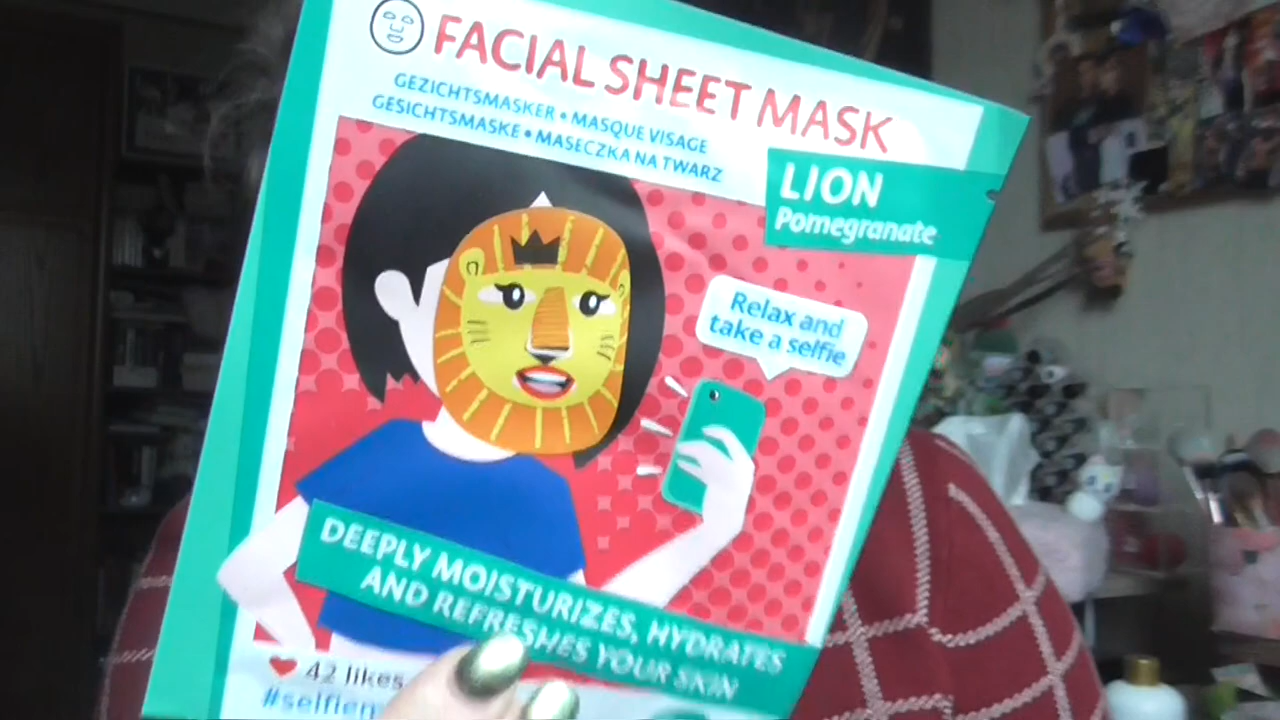 FACIAL SHEET MASK
GEZICHTSMASKER • MASQUE VISAGE
GESICHTSMASKE • MASECZKA NA TWARZ
LION
Pomegranate
Relax and
take a selfie
DEEPLY MOISTURIZES, HYDRATES
AND REFRESHES YOUR SKIN
42 likes